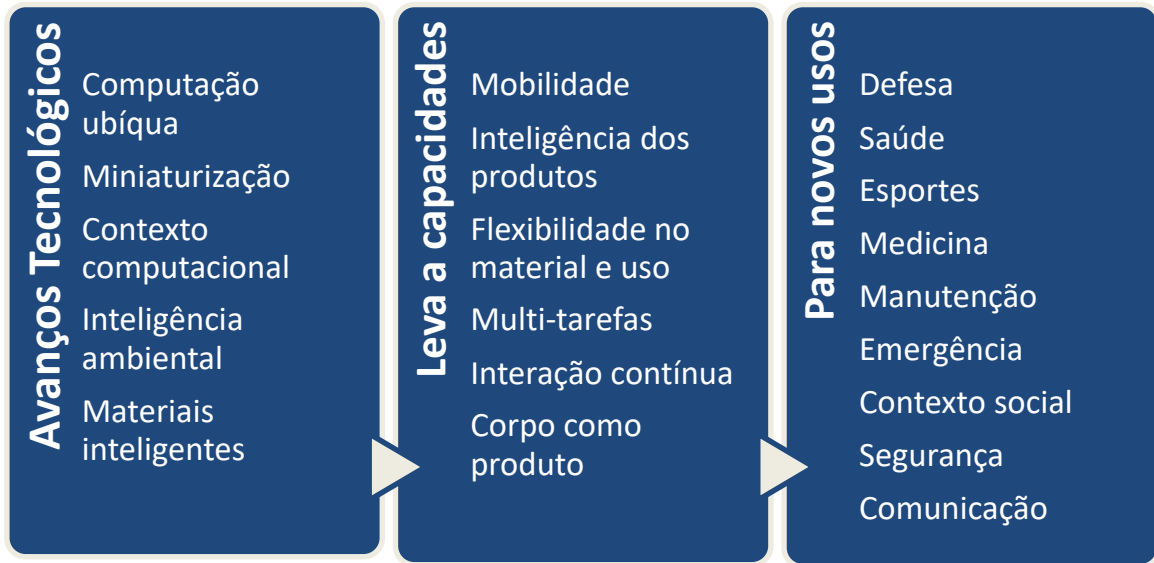 Avanços Tecnológicos
Computação
ubíqua
Miniaturização
Contexto
computacional
Inteligência
ambiental
Materiais
inteligentes
Leva a capacidades
Mobilidade
Inteligência dos
produtos
Flexibilidade no
material e uso
Multi-tarefas
Interação contínua
Corpo como
produto
Para novos usos
Defesa
Saúde
Esportes
Medicina
Manutenção
Emergência
Contexto social
Segurança
Comunicação